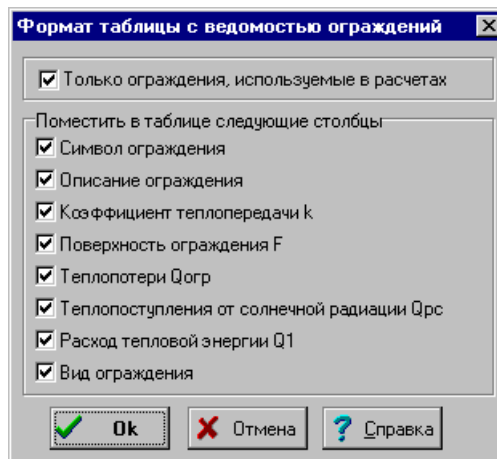 Формат таблицы с ведомостью ограждений
Только ограждения, используемые в расчетах
Поместить в таблице следующие столбцы
Символ ограждения
Описание ограждения
Коэффициент теплопередачи k
Поверхность ограждения F
Теплопотери Qогр
Теплопоступления от солнечной радиации Qрс
Расход тепловой энергии Q1
Вид ограждения
Ok Отмена Справка